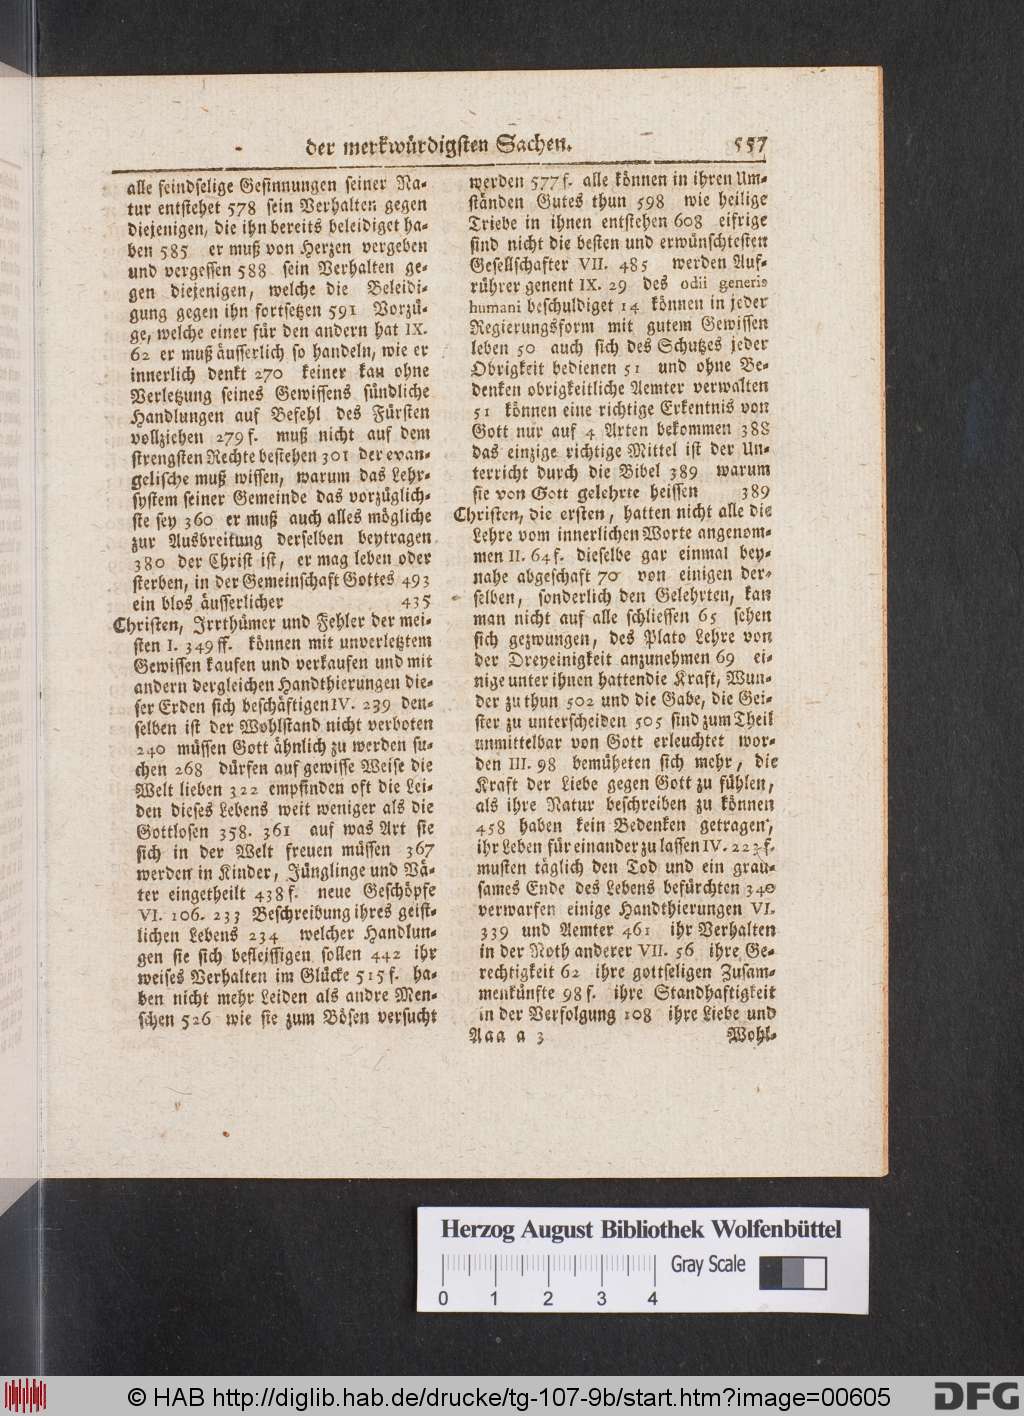 der merkwürdigsten Sachen. 557
alle feindselige Gesinnungen seiner Na-
tur entstehet 578 sein Verhalten gegen
diejenigen, die ihn bereits beleidiget ha-
ben 585 er muß von Herzen vergeben
und vergessen 588 sein Verhalten ge-
gen diejenigen, welche die Beleidi-
gung gegen ihn fortsetzen 591 Vorzü-
ge, welche einer für den andern hat IX.
62 er muß äusserlich so handeln, wie er
innerlich denkt 270 keiner kan ohne
Verletzung seines Gewissens sündliche
Handlungen auf Befehl des Fürsten
vollziehen 279 f. muß nicht auf dem
strengsten Rechte bestehen 301 der evan-
gelische muß wissen, warum das Lehr-
system seiner Gemeinde das vorzüglich-
ste sey 360 er muß auch alles mögliche
zur Ausbreitung derselben beytragen
380 der Christ ist, er mag leben oder
sterben, in der Gemeinschaft Gottes 493
ein blos äusserlicher 435
Christen, Irrthümer und Fehler der mei-
sten I. 349 ff. können mit unverletztem
Gewissen kaufen und verkaufen und mit
andern dergleichen Handthierungen die-
ser Erden sich beschäftigen IV. 239 den-
selben ist der Wohlstand nicht verboten
240 müssen Gott ähnlich zu werden su-
chen 268 dürfen auf gewisse Weise die
Welt lieben 322 empfinden oft die Lei-
den dieses Lebens weit weniger als die
Gottlosen 358. 361 auf was Art sie
sich in der Welt freuen müssen 367
werden in Kinder, Jünglinge und Vä-
ter eingetheilt 438 f. neue Geschöpfe
VI. 106. 233 Beschreibung ihres geist-
lichen Lebens 234 welcher Handlun-
gen sie sich befleissigen sollen 442 ihr
weises Verhalten im Glücke 515 f. ha-
ben nicht mehr Leiden als andre Men-
schen 526 wie sie zum Bösen versucht
werden 577 f. alle können in ihren Um-
ständen Gutes thun 598 wie heilige
Triebe in ihnen entstehen 608 eifrige
sind nicht die besten und erwünschtesten
Gesellschafter VII. 485 werden Auf-
rührer genent IX. 29 des odii generis
humani beschuldiget 14 können in jeder
Regierungsform mit gutem Gewissen
leben 50 auch sich des Schutzes jeder
Obrigkeit bedienen 51 und ohne Be-
denken obrigkeitliche Aemter verwalten
51 können eine richtige Erkentnis von
Gott nur auf 4 Arten bekommen 388
das einzige richtige Mittel ist der Un-
terricht durch die Bibel 389 warum
sie von Gott gelehrte heissen 389
Christen, die ersten, hatten nicht alle die
Lehre vom innerlichen Worte angenom-
men II. 64 f. dieselbe gar einmal bey-
nahe abgeschaft 70 von einigen der-
selben, sonderlich den Gelehrten, kan
man nicht auf alle schliessen 65 sehen
sich gezwungen, des Plato Lehre von
der Dreyeinigkeit anzunehmen 69 ei-
nige unter ihnen hatten die Kraft, Wun-
der zu thun 502 und die Gabe, die Gei-
ster zu unterscheiden 505 sind zum Theil
unmittelbar von Gott erleuchtet wor-
den III. 98 bemüheten sich mehr, die
Kraft der Liebe gegen Gott zu fühlen,
als ihre Natur beschreiben zu können
458 haben kein Bedenken getragen,
ihr Leben für einander zu lassen IV. 223 f.
musten täglich den Tod und ein grau-
sames Ende des Lebens befürchten 340
verwarfen einige Handthierungen VI.
339 und Aemter 461 ihr Verhalten
in der Noth anderer VII. 56 ihre Ge-
rechtigkeit 62 ihre gottseligen Zusam-
menkünfte 98 f. ihre Standhaftigkeit
in der Verfolgung 108 ihre Liebe und
Aaa a 3 Wohl-
Herzog August Bibliothek Wolfenbüttel
Gray Scale
0 1 2 3 4
© HAB http://diglib.hab.de/drucke/tg-107-9b/start.htm?image=00605
DFG